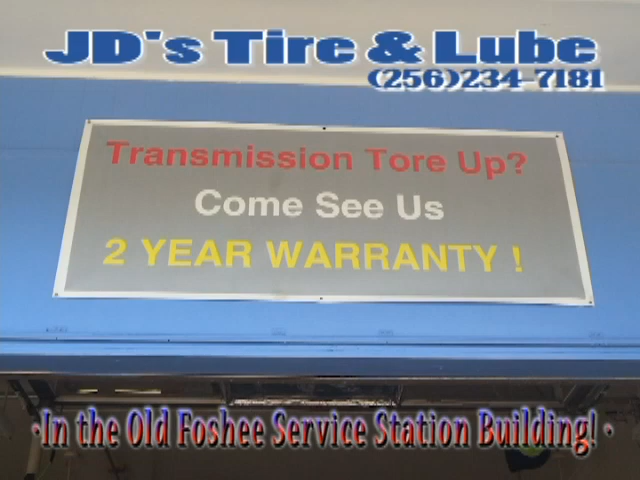 JD's Tire & Lube
(256)234-7181
Transmission Tore Up?
Come See Us
2 YEAR WARRANTY !
·In the Old Foshee Service Station Building! ·